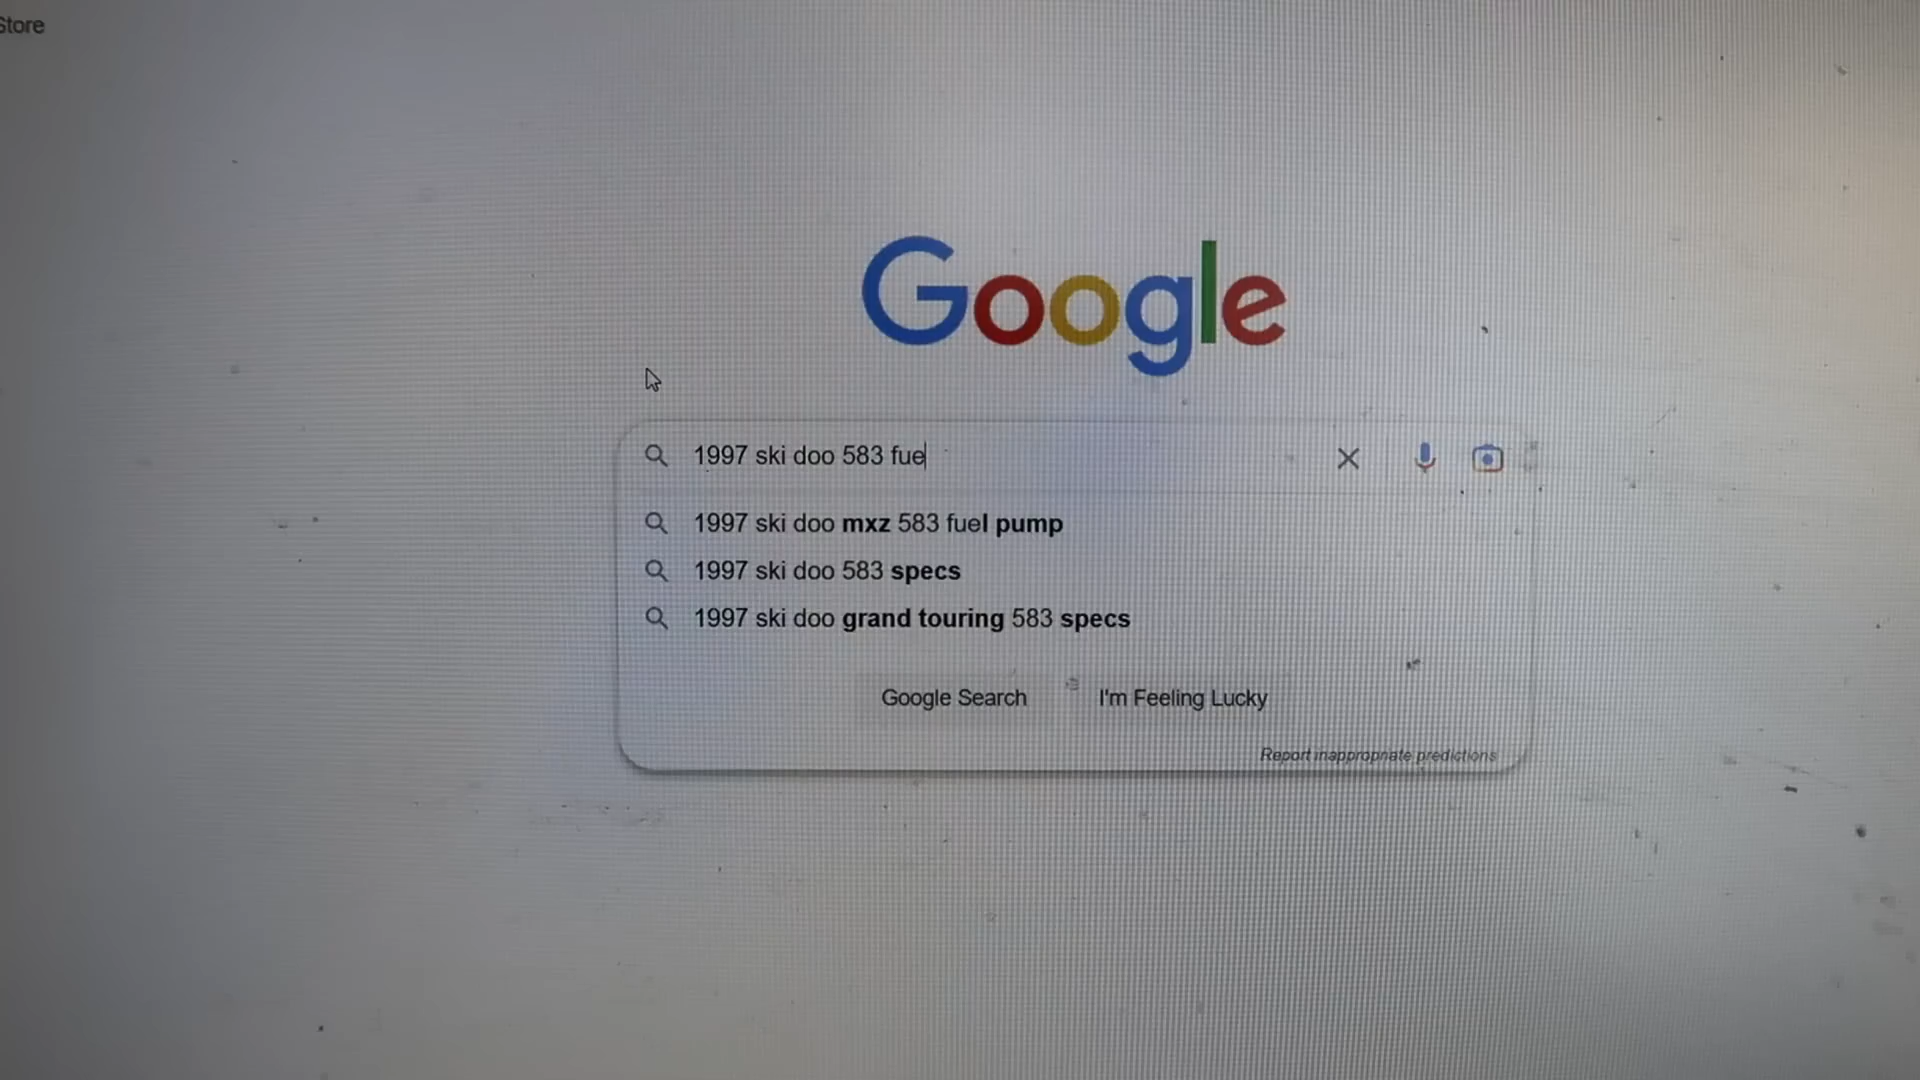 Store
Google
1997 ski doo 583 fue
1997 ski doo mxz 583 fuel pump
1997 ski doo 583 specs
1997 ski doo grand touring 583 specs
Google Search
I'm Feeling Lucky
Report inappropriate predictions